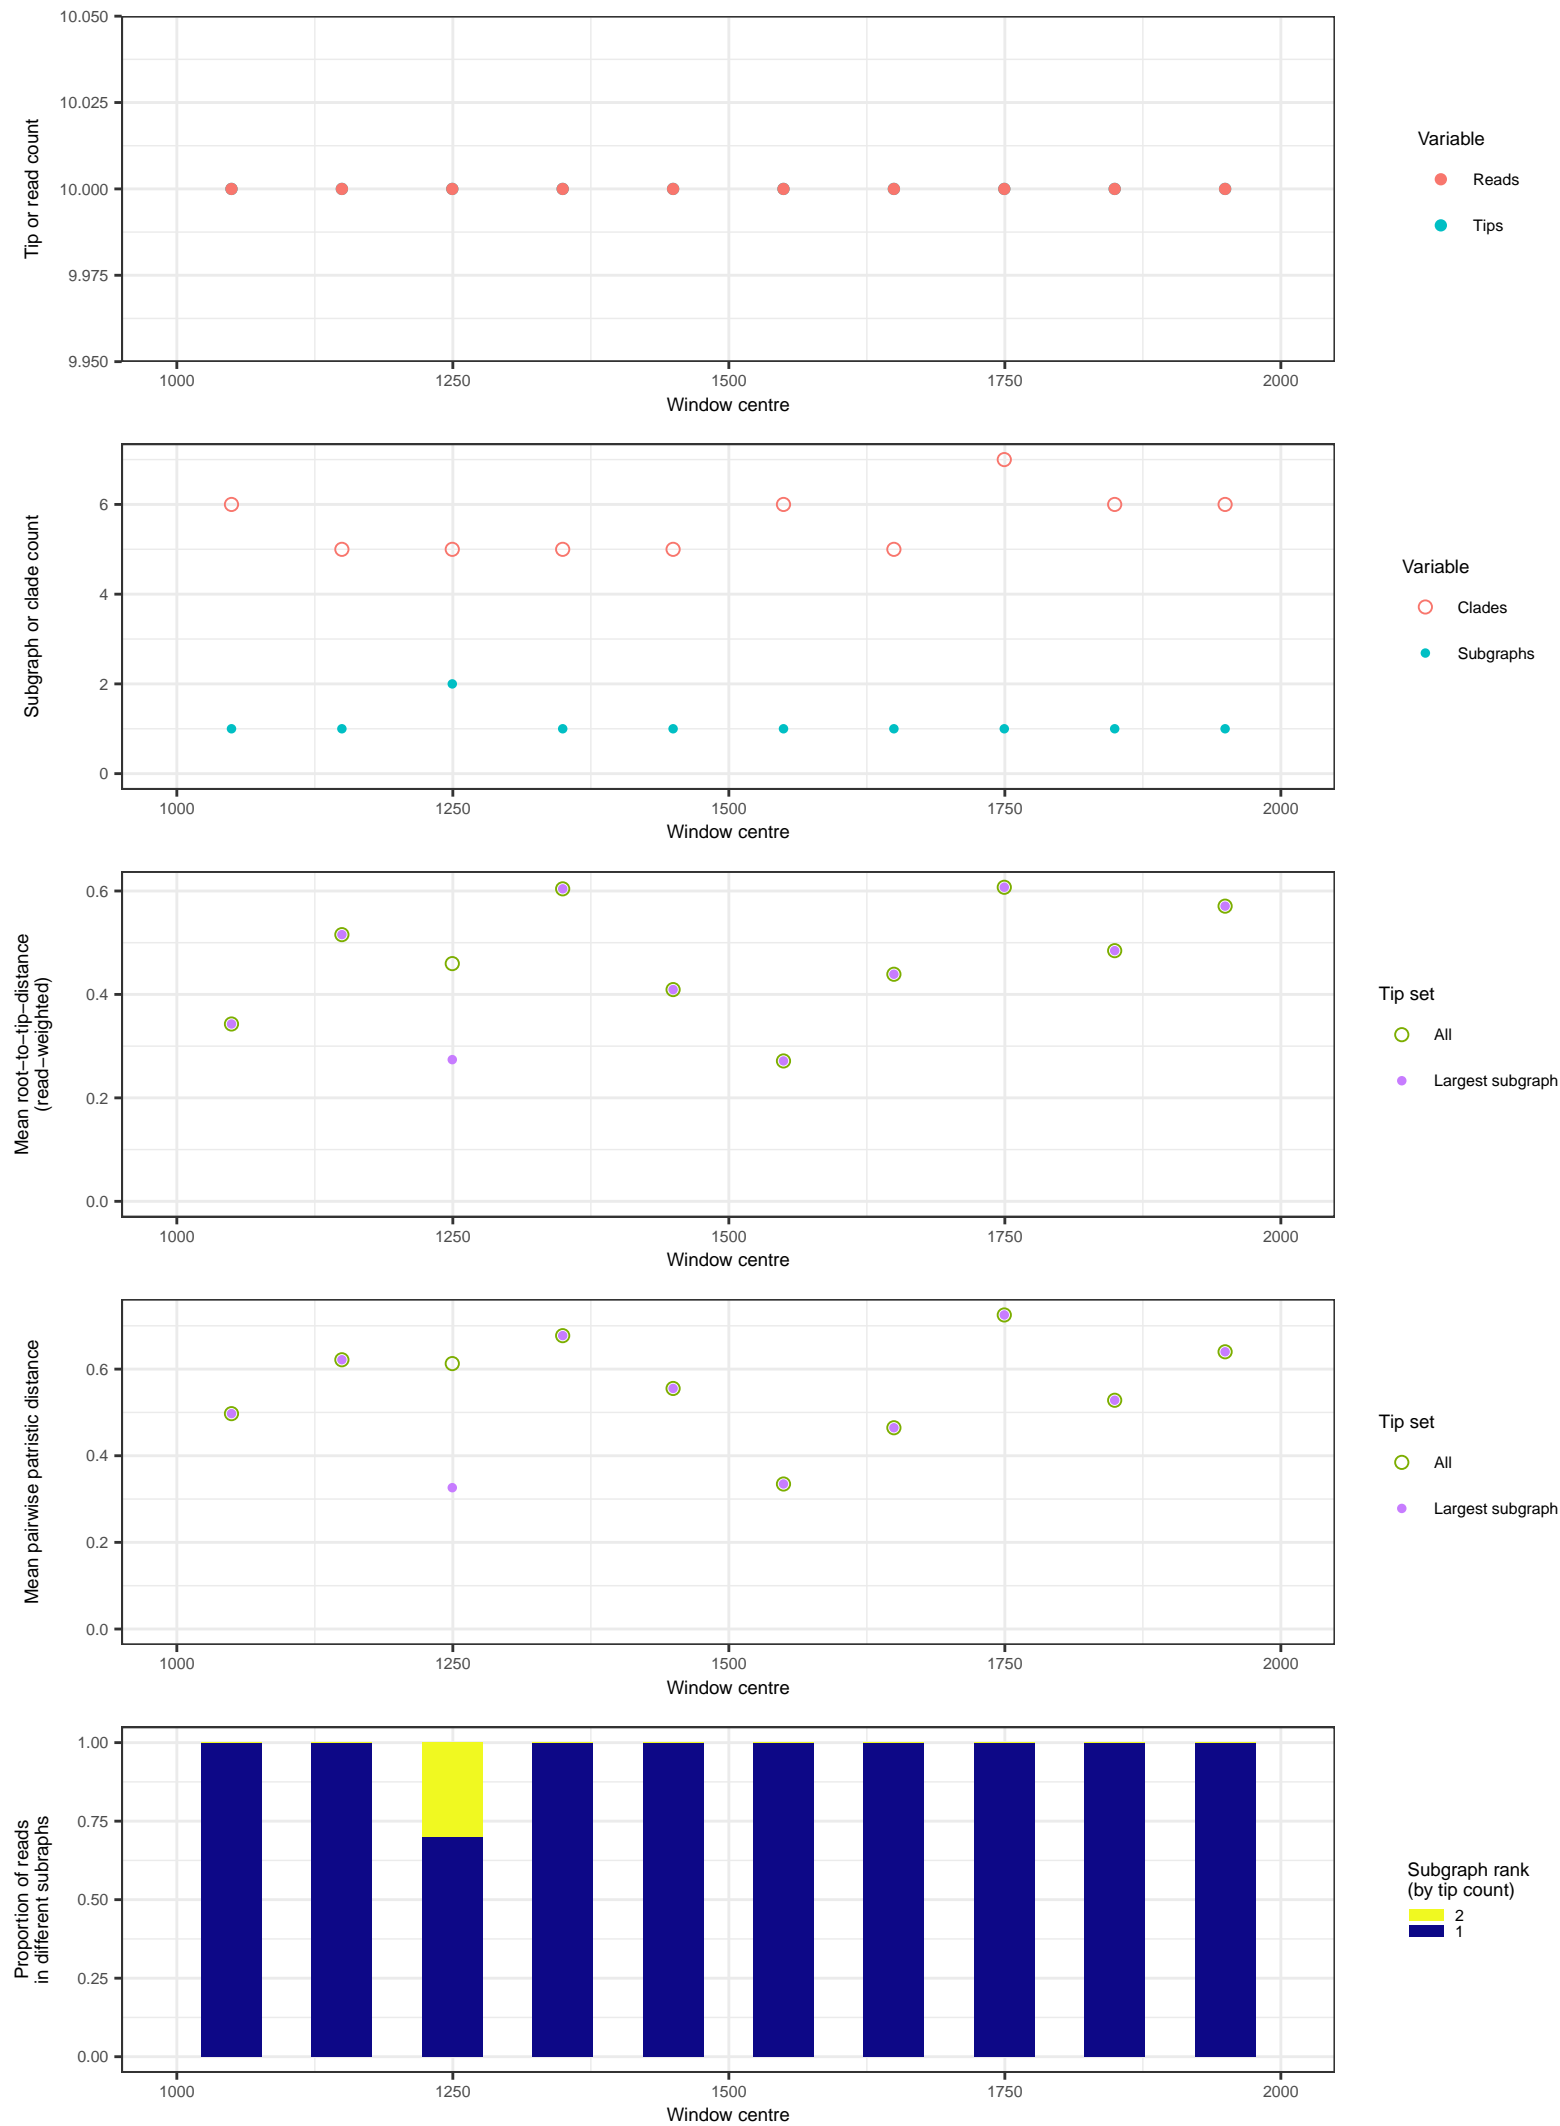 10.050
10.025
10.000
9.975
9.950
Tip or read count
1000 1250 1500 1750 2000
Window centre
Variable
Reads
Tips
6
4
2
0
Subgraph or clade count
1000 1250 1500 1750 2000
Window centre
Variable
Clades
Subgraphs
0.6
0.4
0.2
0.0
Mean root−to−tip−distance
(read−weighted)
1000 1250 1500 1750 2000
Window centre
Tip set
All
Largest subgraph
0.6
0.4
0.2
0.0
Mean pairwise patristic distance
1000 1250 1500 1750 2000
Window centre
Tip set
All
Largest subgraph
1.00
0.75
0.50
0.25
0.00
Proportion of reads
in different subraphs
1000 1250 1500 1750 2000
Window centre
Subgraph rank
(by tip count)
2
1